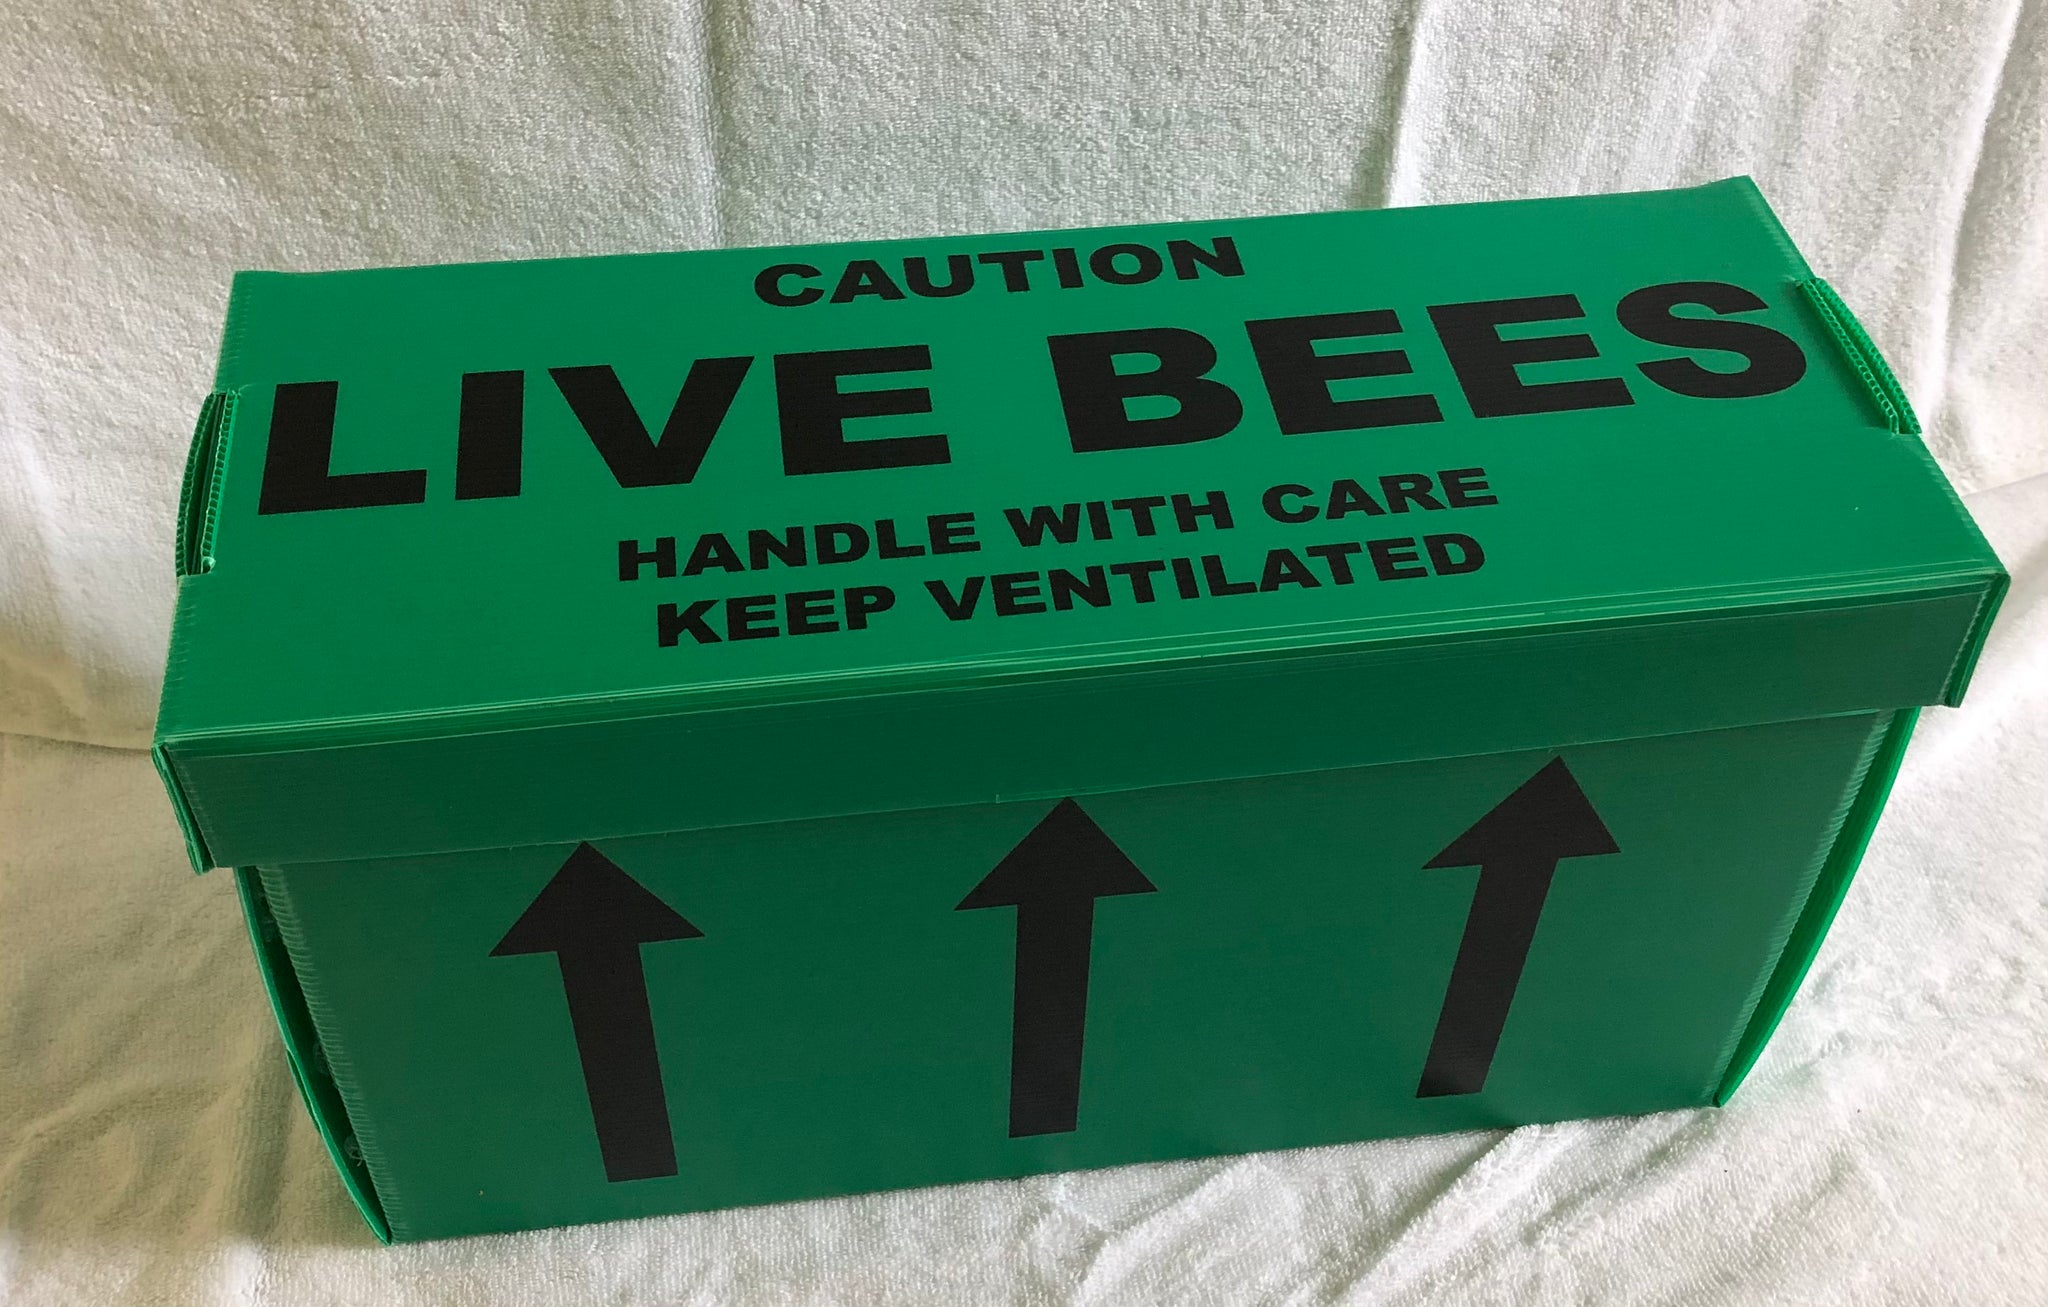 CAUTION
LIVE BEES
HANDLE WITH CARE
KEEP VENTILATED